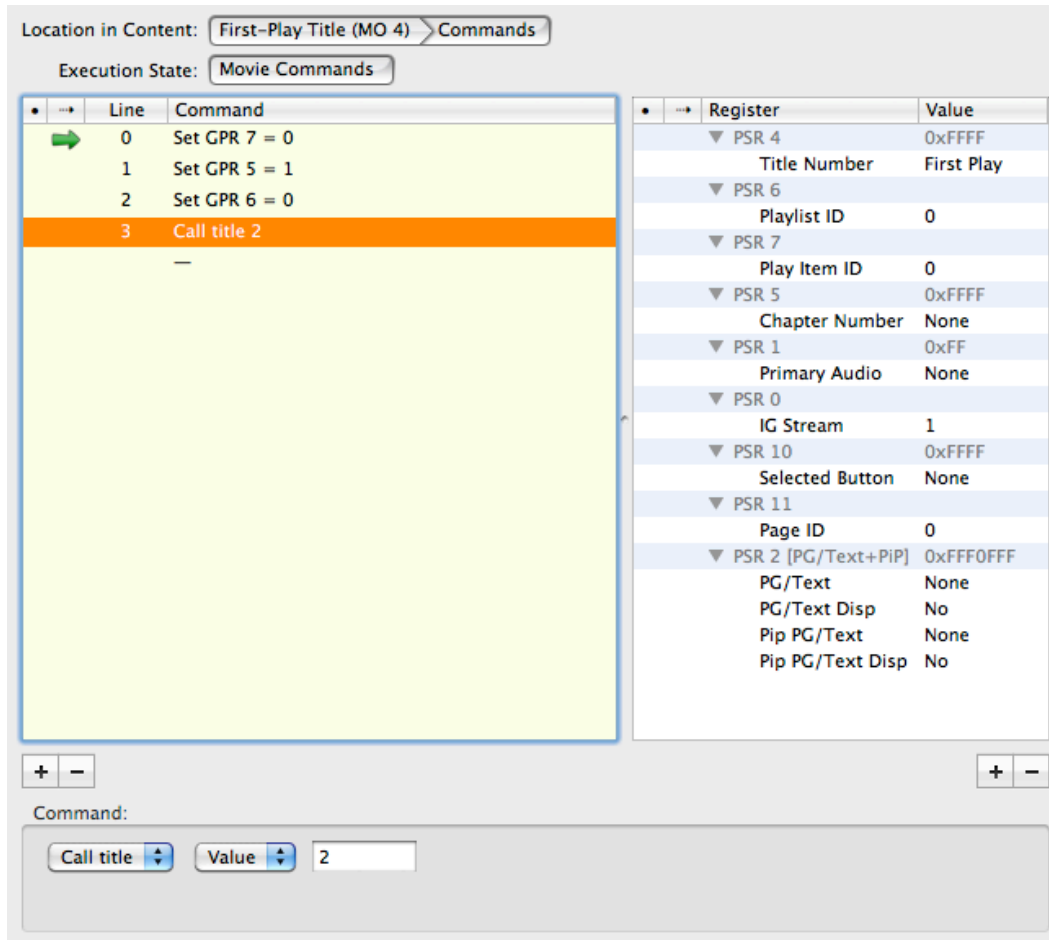 Location in Content: First-Play Title (MO 4) Commands
Execution State: Movie Commands
Line Command
0 Set GPR 7 = 0
1 Set GPR 5 = 1
2 Set GPR 6 = 0
3 Call title 2
—
Register Value
PSR 4 0xFFFF
Title Number First Play
PSR 6
Playlist ID 0
PSR 7
Play Item ID 0
PSR 5 0xFFFF
Chapter Number None
PSR 1 0xFF
Primary Audio None
PSR 0
IG Stream 1
PSR 10 0xFFFF
Selected Button None
PSR 11
Page ID 0
PSR 2 [PG/Text+PiP] 0xFFF0FFF
PG/Text None
PG/Text Disp No
Pip PG/Text None
Pip PG/Text Disp No
+ −
+ −
Command:
Call title Value 2